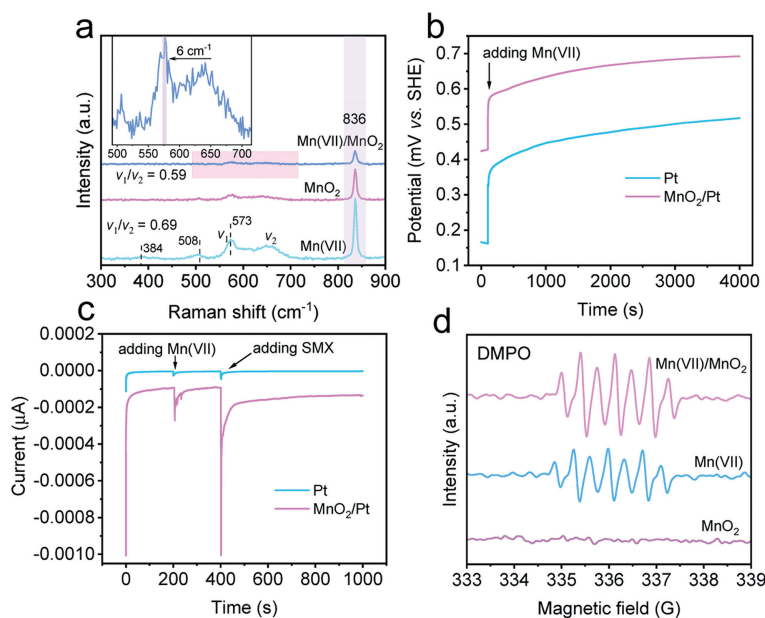 a
6 cm⁻¹
500 550 600 650 700
836
Mn(VII)/MnO₂
v₁/v₂ = 0.59
MnO₂
v₁/v₂ = 0.69
384
508
v₁
573
v₂
Mn(VII)
Intensity (a.u.)
300 400 500 600 700 800 900
Raman shift (cm⁻¹)
b
adding Mn(VII)
0.7
0.6
0.5
0.4
0.3
0.2
0.1
Pt
MnO₂/Pt
Potential (mV vs. SHE)
0 1000 2000 3000 4000
Time (s)
c
0.0002
0.0000
-0.0002
-0.0004
-0.0006
-0.0008
-0.0010
adding Mn(VII)
adding SMX
Pt
MnO₂/Pt
Current (μA)
0 200 400 600 800 1000
Time (s)
d
DMPO
Mn(VII)/MnO₂
Mn(VII)
MnO₂
Intensity (a.u.)
333 334 335 336 337 338 339
Magnetic field (G)